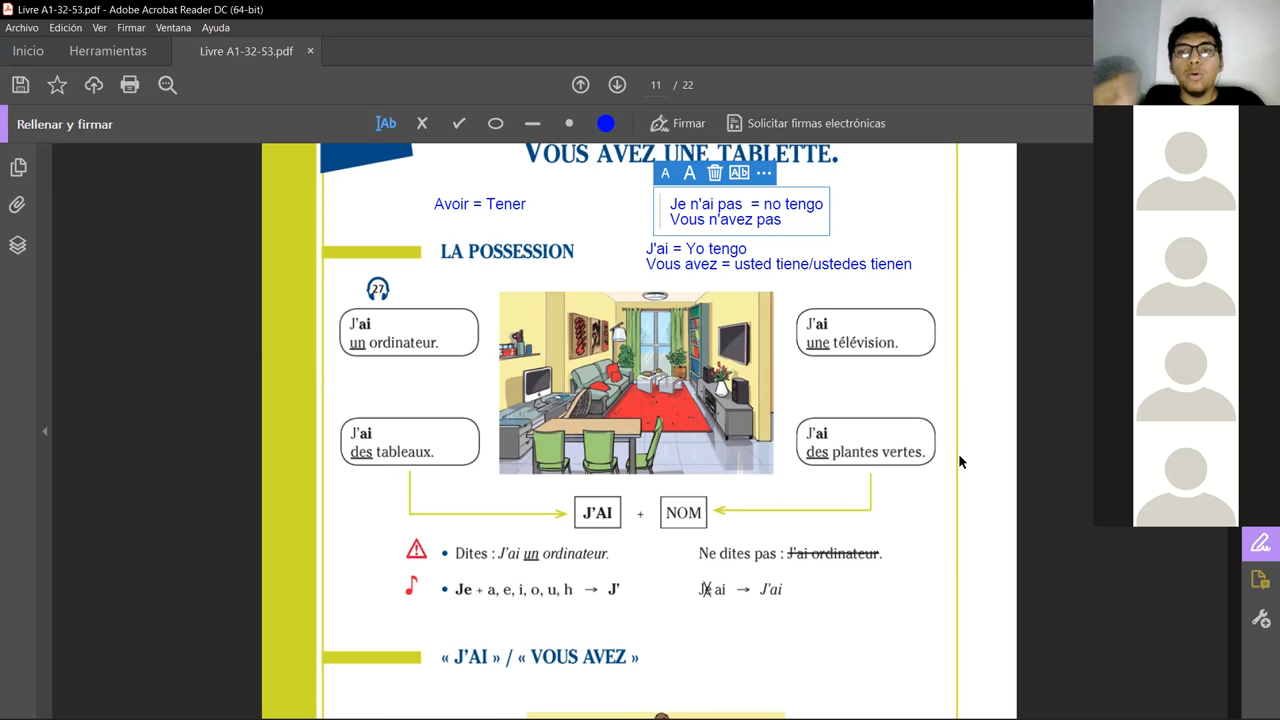 Livre A1-32-53.pdf - Adobe Acrobat Reader DC (64-bit)
Archivo Edición Ver Firmar Ventana Ayuda
Inicio Herramientas Livre A1-32-53.pdf ×
11 / 22
Rellenar y firmar
Ab Firmar Solicitar firmas electrónicas
VOUS AVEZ UNE TABLETTE.
A A Ab ...
Avoir = Tener
Je n'ai pas = no tengo
Vous n'avez pas
LA POSSESSION
J'ai = Yo tengo
Vous avez = usted tiene/ustedes tienen
27
J'ai
un ordinateur.
J'ai
une télévision.
J'ai
des tableaux.
J'ai
des plantes vertes.
J'AI + NOM
• Dites : J'ai un ordinateur. Ne dites pas : J'ai ordinateur.
• Je + a, e, i, o, u, h → J' Je ai → J'ai
« J'AI » / « VOUS AVEZ »